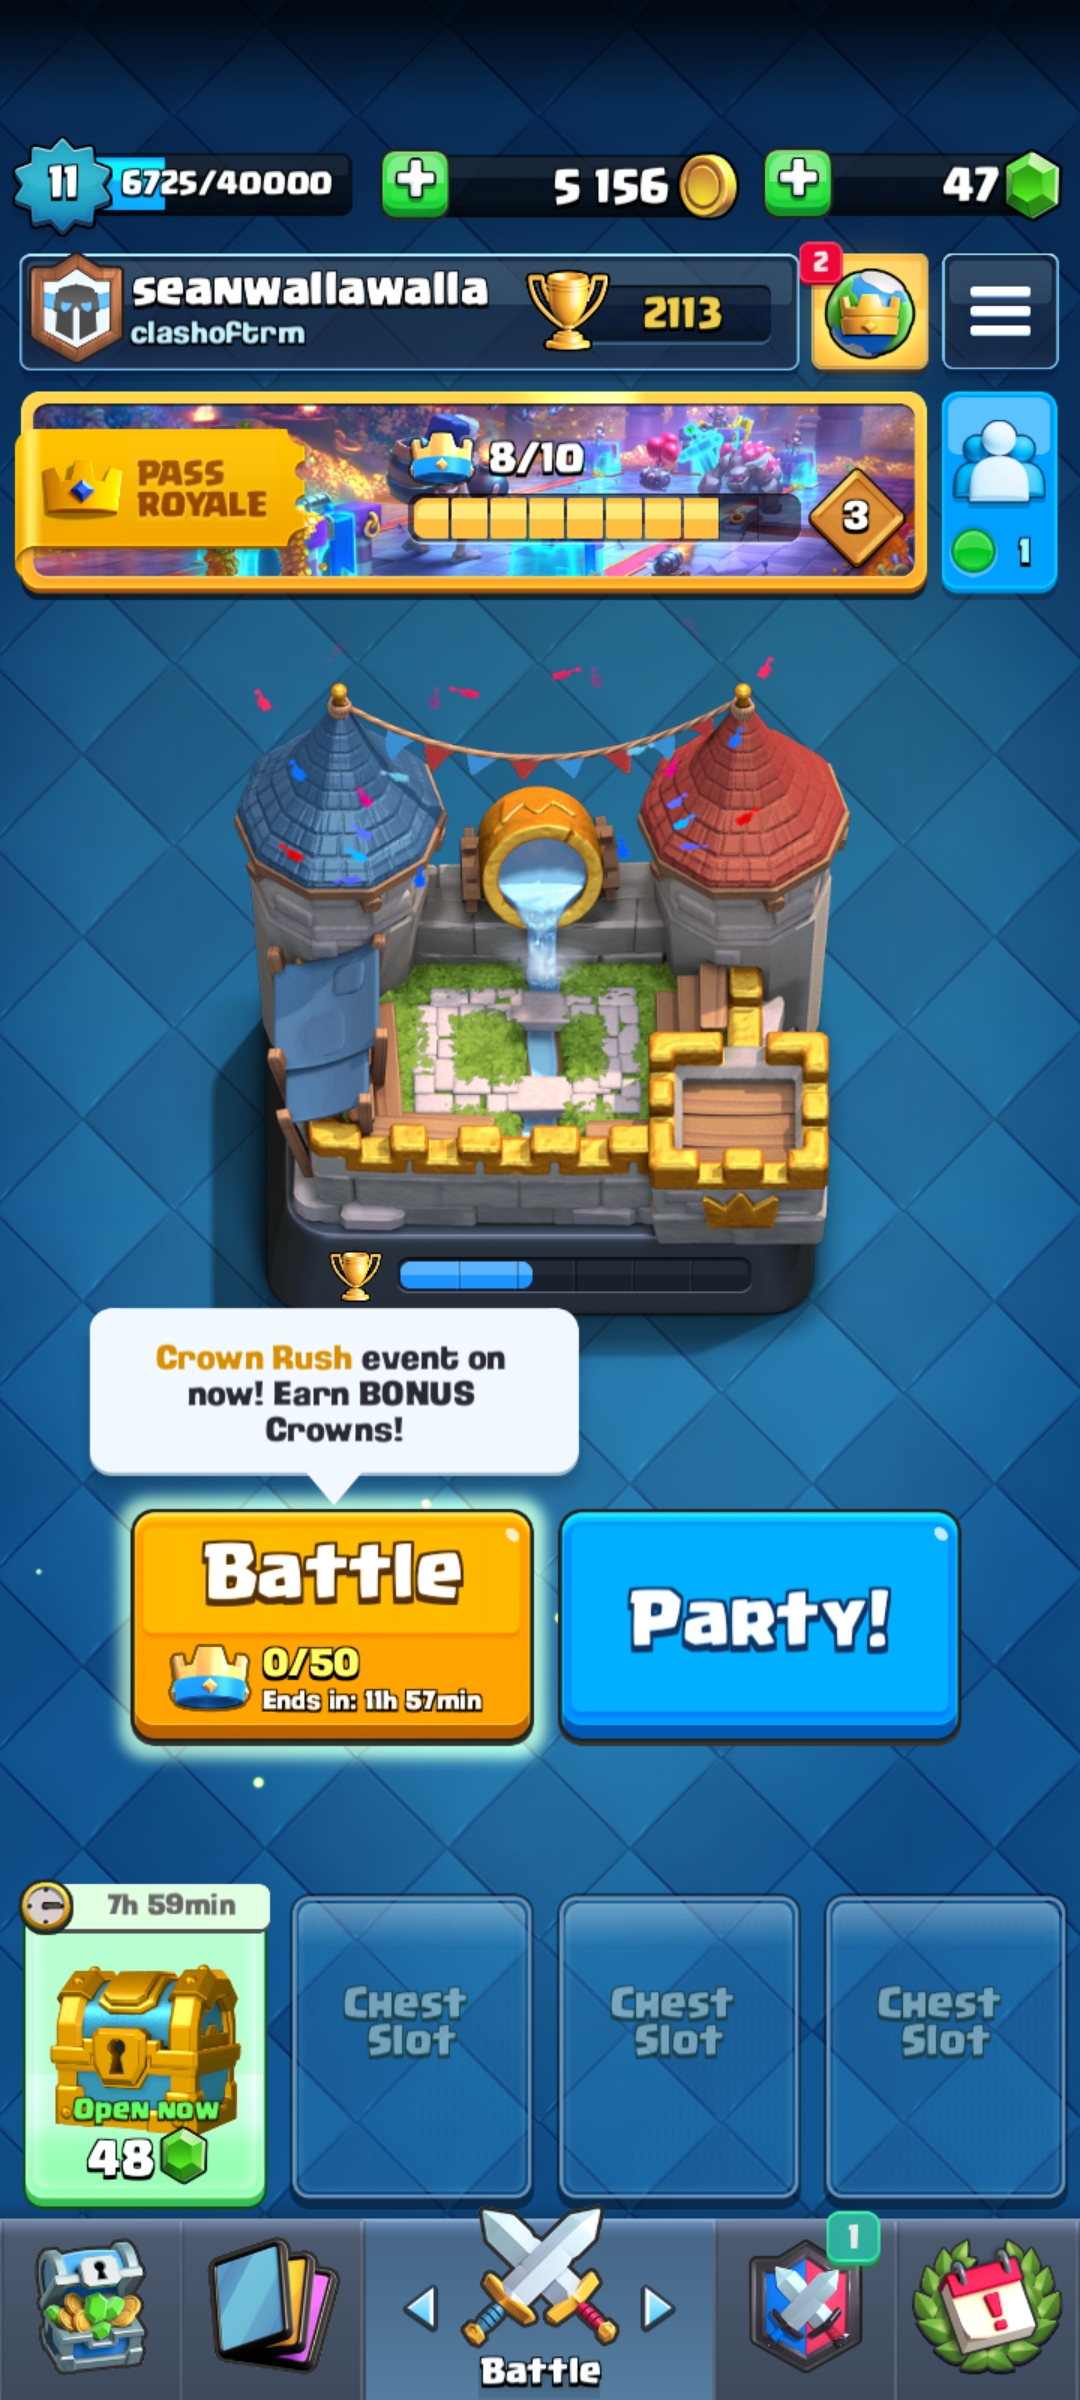 11
6725/40000
5 156
47
seanwallawalla
clashoftrm
2113
2
PASS
ROYALE
8/10
3
1
Crown Rush event on
now! Earn BONUS
Crowns!
Battle
0/50
Ends in: 11h 57min
Party!
7h 59min
Open now
48
Chest
Slot
Chest
Slot
Chest
Slot
1
Battle